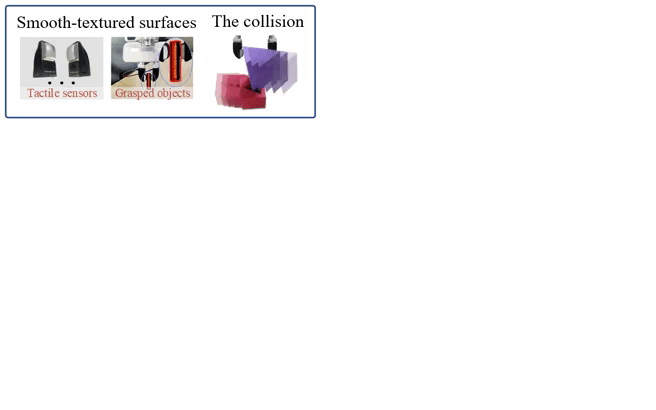 Smooth-textured surfaces
The collision
Tactile sensors
Grasped objects